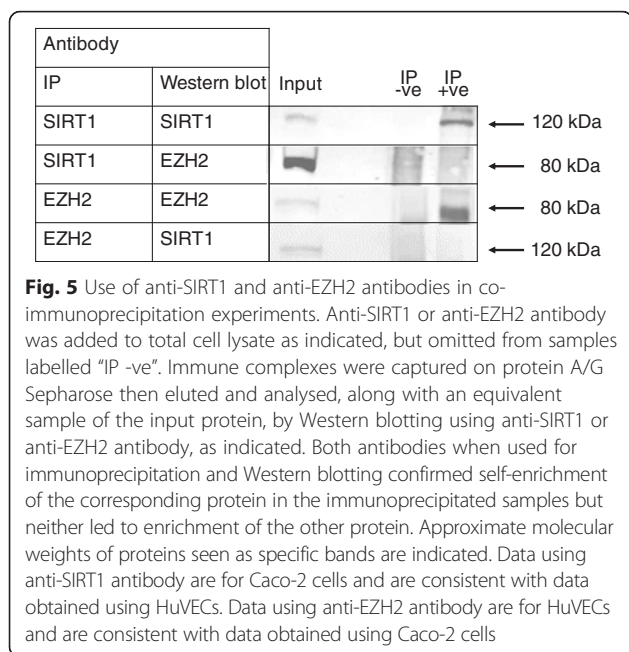 Antibody
IP Western blot Input IP -ve IP +ve
SIRT1 SIRT1 120 kDa
SIRT1 EZH2 80 kDa
EZH2 EZH2 80 kDa
EZH2 SIRT1 120 kDa
Fig. 5 Use of anti-SIRT1 and anti-EZH2 antibodies in co-
immunoprecipitation experiments. Anti-SIRT1 or anti-EZH2 antibody
was added to total cell lysate as indicated, but omitted from samples
labelled “IP -ve”. Immune complexes were captured on protein A/G
Sepharose then eluted and analysed, along with an equivalent
sample of the input protein, by Western blotting using anti-SIRT1 or
anti-EZH2 antibody, as indicated. Both antibodies when used for
immunoprecipitation and Western blotting confirmed self-enrichment
of the corresponding protein in the immunoprecipitated samples but
neither led to enrichment of the other protein. Approximate molecular
weights of proteins seen as specific bands are indicated. Data using
anti-SIRT1 antibody are for Caco-2 cells and are consistent with data
obtained using HuVECs. Data using anti-EZH2 antibody are for HuVECs
and are consistent with data obtained using Caco-2 cells